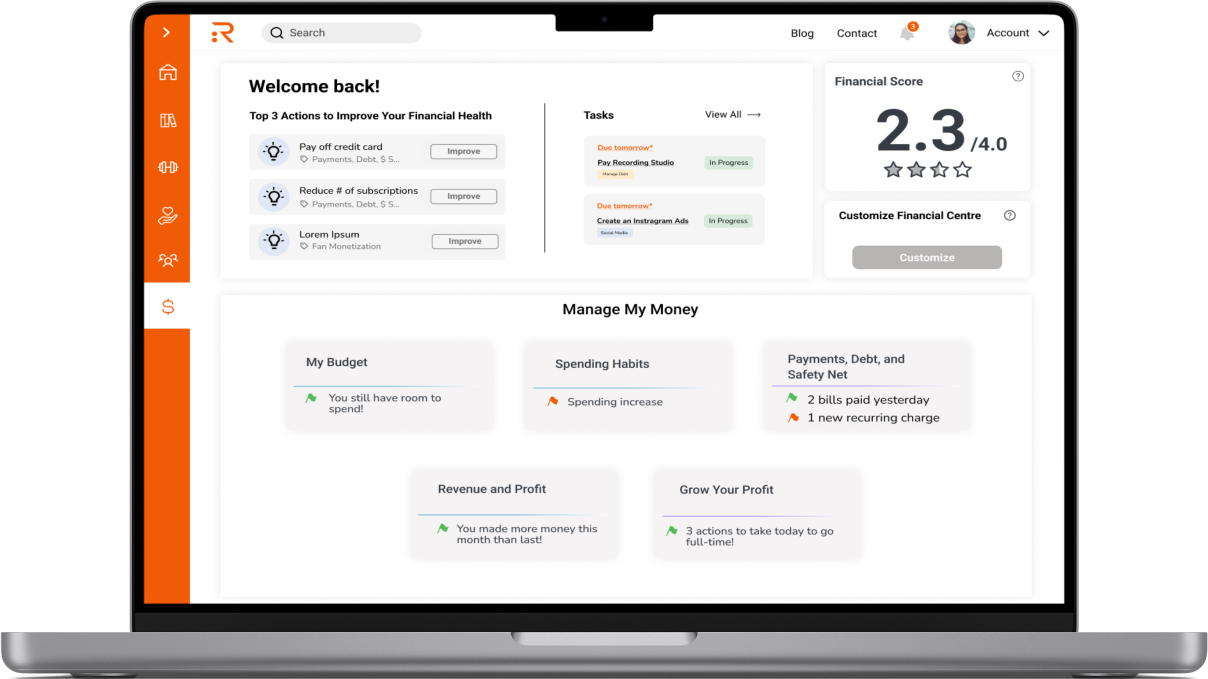 Search
Blog
Contact
3
Account
Welcome back!
Top 3 Actions to Improve Your Financial Health
Pay off credit card
Payments, Debt, $ S...
Improve
Reduce # of subscriptions
Payments, Debt, $ S...
Improve
Lorem Ipsum
Fan Monetization
Improve
Tasks
View All
Due tomorrow*
Pay Recording Studio
Manage Debt
In Progress
Due tomorrow*
Create an Instragram Ads
Social Media
In Progress
Financial Score
?
2.3/4.0
Customize Financial Centre
?
Customize
Manage My Money
My Budget
You still have room to
spend!
Spending Habits
Spending increase
Payments, Debt, and
Safety Net
2 bills paid yesterday
1 new recurring charge
Revenue and Profit
You made more money this
month than last!
Grow Your Profit
3 actions to take today to go
full-time!